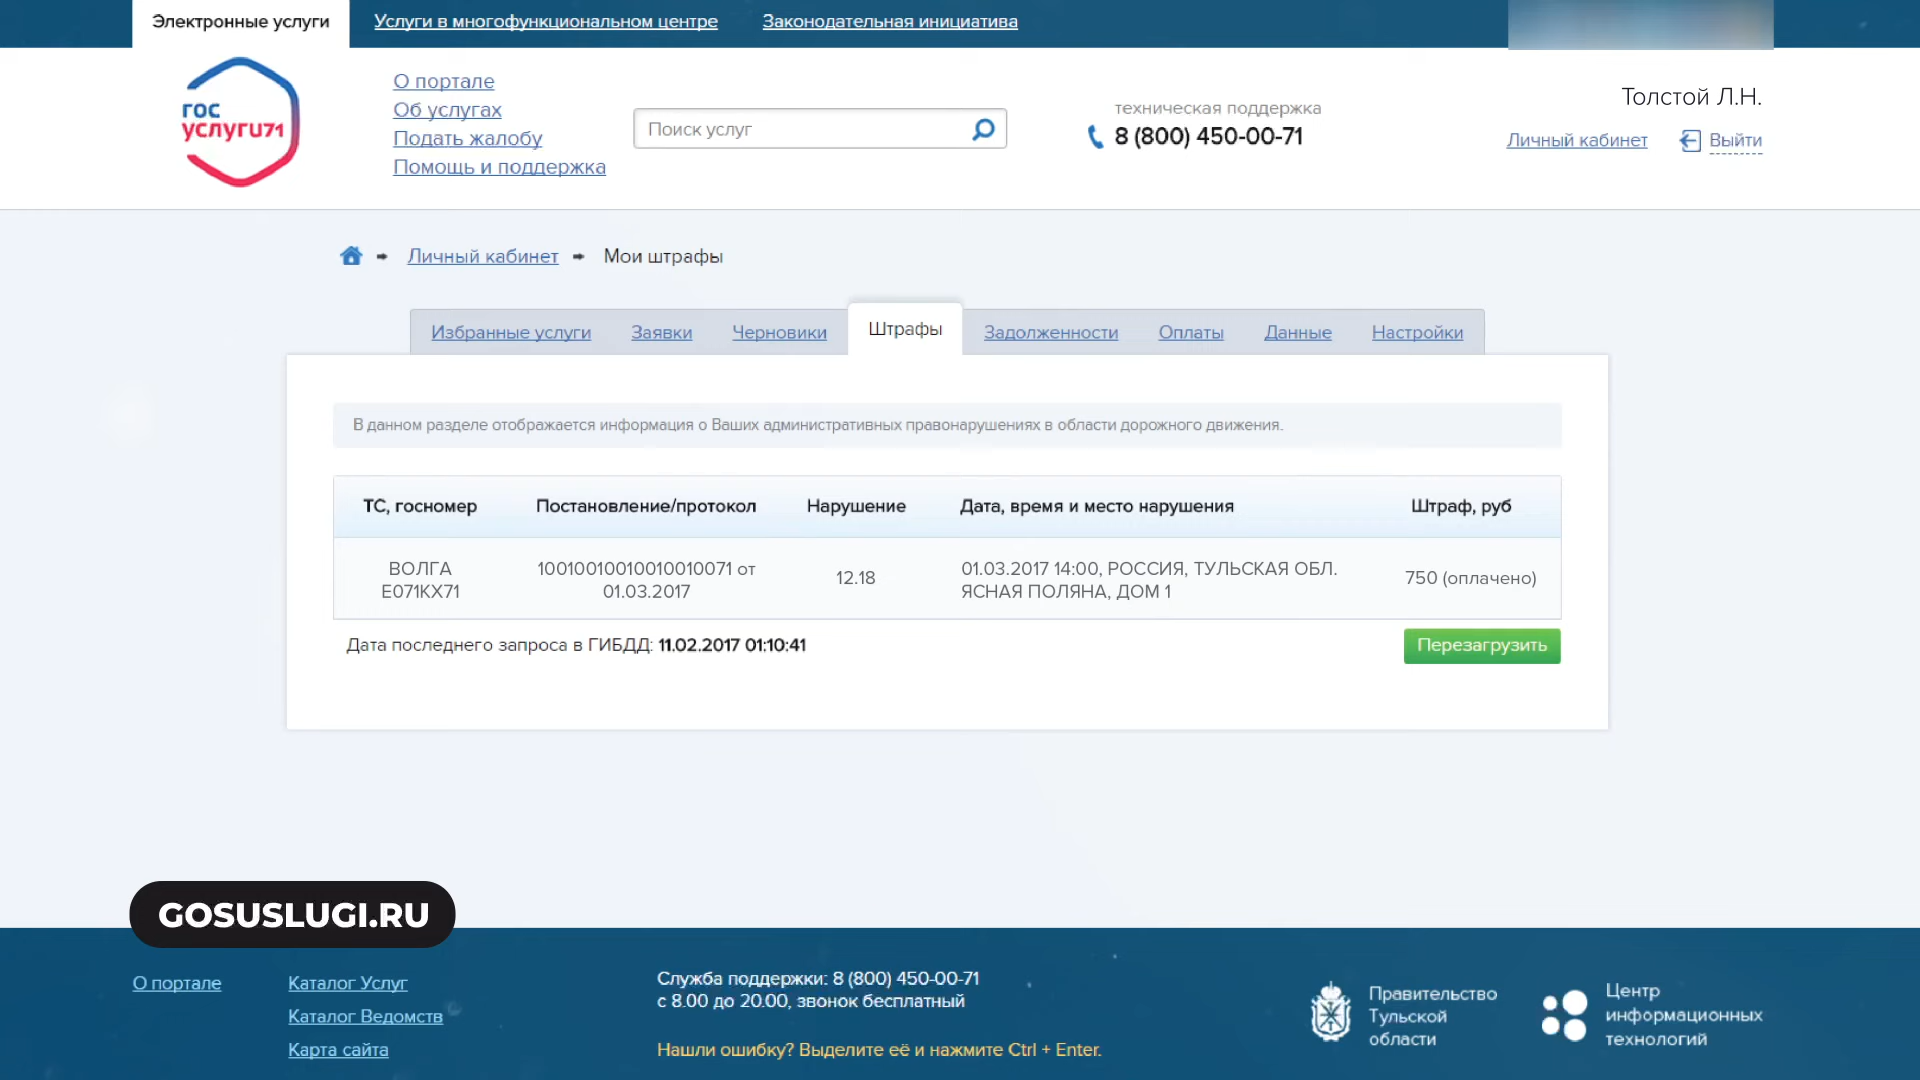 Электронные услуги
Услуги в многофункциональном центре
Законодательная инициатива
гос
услуги71
О портале
Об услугах
Подать жалобу
Помощь и поддержка
Поиск услуг
техническая поддержка
8 (800) 450-00-71
Толстой Л.Н.
Личный кабинет
Выйти
Личный кабинет
Мои штрафы
Избранные услуги
Заявки
Черновики
Штрафы
Задолженности
Оплаты
Данные
Настройки
В данном разделе отображается информация о Ваших административных правонарушениях в области дорожного движения.
ТС, госномер
Постановление/протокол
Нарушение
Дата, время и место нарушения
Штраф, руб
ВОЛГА
Е071КХ71
10010010010010010071 от
01.03.2017
12.18
01.03.2017 14:00, РОССИЯ, ТУЛЬСКАЯ ОБЛ.
ЯСНАЯ ПОЛЯНА, ДОМ 1
750 (оплачено)
Дата последнего запроса в ГИБДД: 11.02.2017 01:10:41
Перезагрузить
GOSUSLUGI.RU
О портале
Каталог Услуг
Каталог Ведомств
Карта сайта
Служба поддержки: 8 (800) 450-00-71
с 8.00 до 20.00, звонок бесплатный
Нашли ошибку? Выделите её и нажмите Ctrl + Enter.
Правительство
Тульской
области
Центр
информационных
технологий